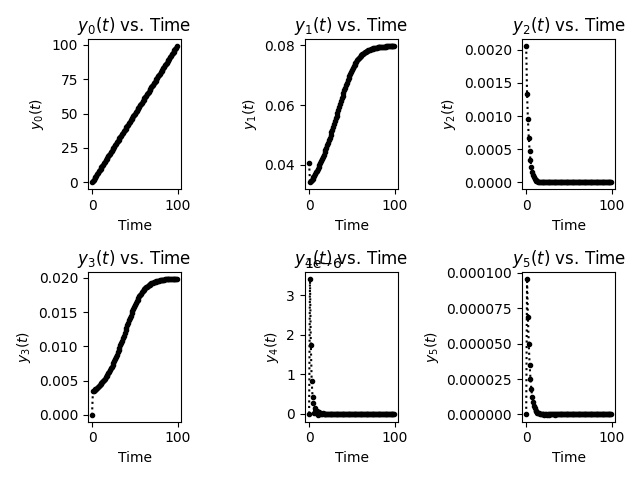 y₀(t) vs. Time
y₁(t) vs. Time
y₂(t) vs. Time
100
75
50
25
0
y₀(t)
0 100
Time
0.08
0.06
0.04
y₁(t)
0 100
Time
0.0020
0.0015
0.0010
0.0005
0.0000
y₂(t)
0 100
Time
y₃(t) vs. Time
y₄(t) vs. Time
y₅(t) vs. Time
0.020
0.015
0.010
0.005
0.000
y₃(t)
0 100
Time
1e−6
3
2
1
0
y₄(t)
0 100
Time
0.000100
0.000075
0.000050
0.000025
0.000000
y₅(t)
0 100
Time